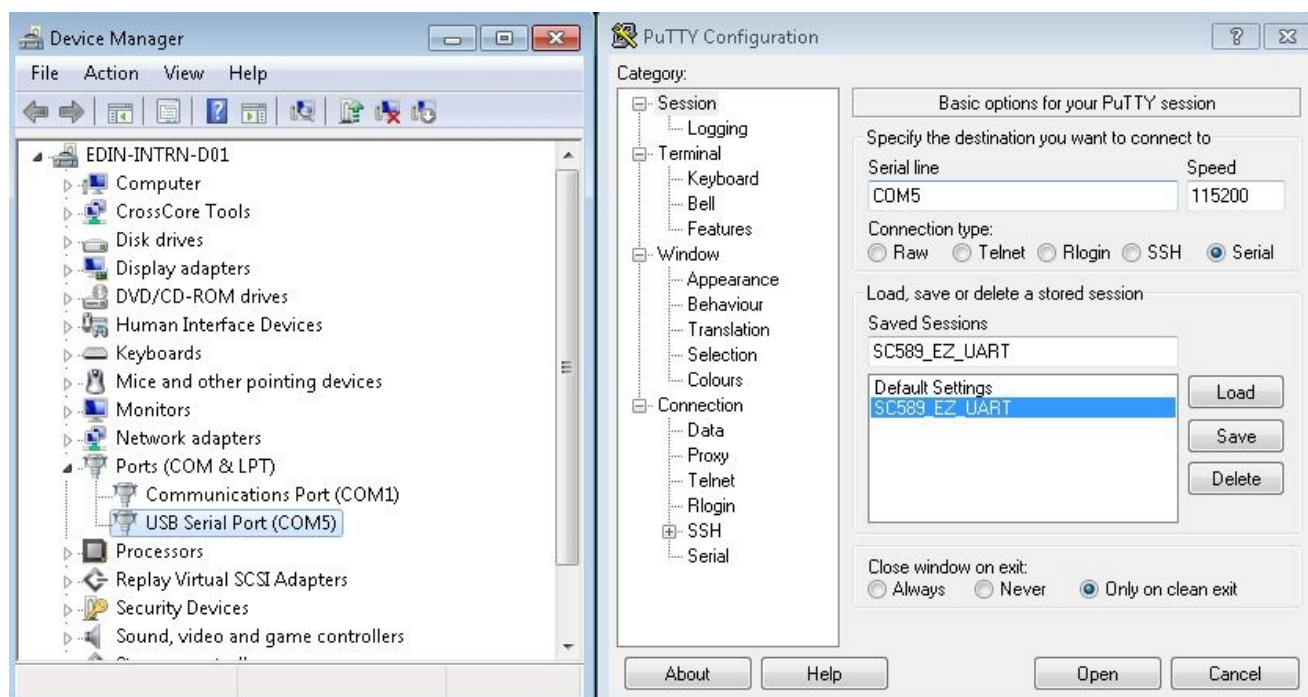 Device Manager
File Action View Help
EDIN-INTRN-D01
Computer
CrossCore Tools
Disk drives
Display adapters
DVD/CD-ROM drives
Human Interface Devices
Keyboards
Mice and other pointing devices
Monitors
Network adapters
Ports (COM & LPT)
Communications Port (COM1)
USB Serial Port (COM5)
Processors
Replay Virtual SCSI Adapters
Security Devices
Sound, video and game controllers
PuTTY Configuration
Category:
Session
Logging
Terminal
Keyboard
Bell
Features
Window
Appearance
Behaviour
Translation
Selection
Colours
Connection
Data
Proxy
Telnet
Rlogin
SSH
Serial
Basic options for your PuTTY session
Specify the destination you want to connect to
Serial line Speed
COM5 115200
Connection type:
Raw Telnet Rlogin SSH Serial
Load, save or delete a stored session
Saved Sessions
SC589_EZ_UART
Default Settings
SC589_EZ_UART
Load
Save
Delete
Close window on exit:
Always Never Only on clean exit
About Help Open Cancel